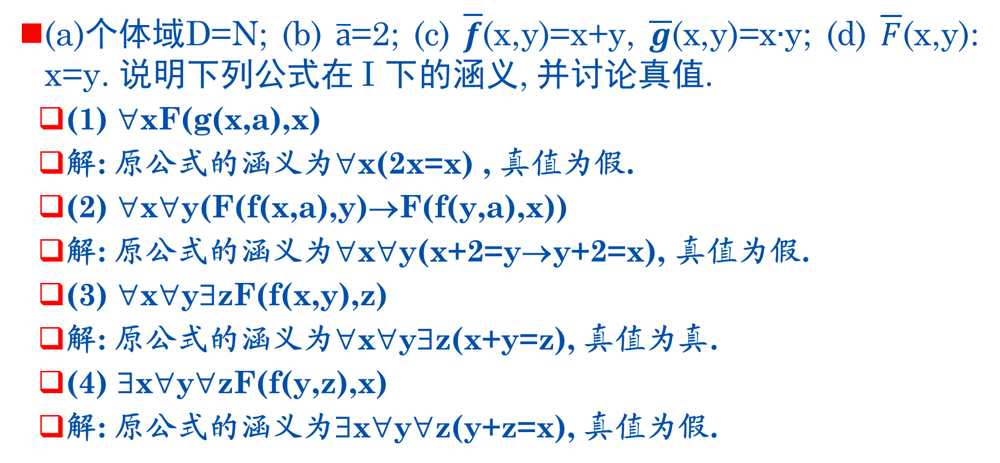 (a)个体域D=N; (b) a̅=2; (c) f̅(x,y)=x+y, g̅(x,y)=x·y; (d) F̅(x,y):
x=y. 说明下列公式在 I 下的涵义, 并讨论真值.
(1) ∀xF(g(x,a),x)
解: 原公式的涵义为∀x(2x=x) , 真值为假.
(2) ∀x∀y(F(f(x,a),y)→F(f(y,a),x))
解: 原公式的涵义为∀x∀y(x+2=y→y+2=x), 真值为假.
(3) ∀x∀y∃zF(f(x,y),z)
解: 原公式的涵义为∀x∀y∃z(x+y=z), 真值为真.
(4) ∃x∀y∀zF(f(y,z),x)
解: 原公式的涵义为∃x∀y∀z(y+z=x), 真值为假.